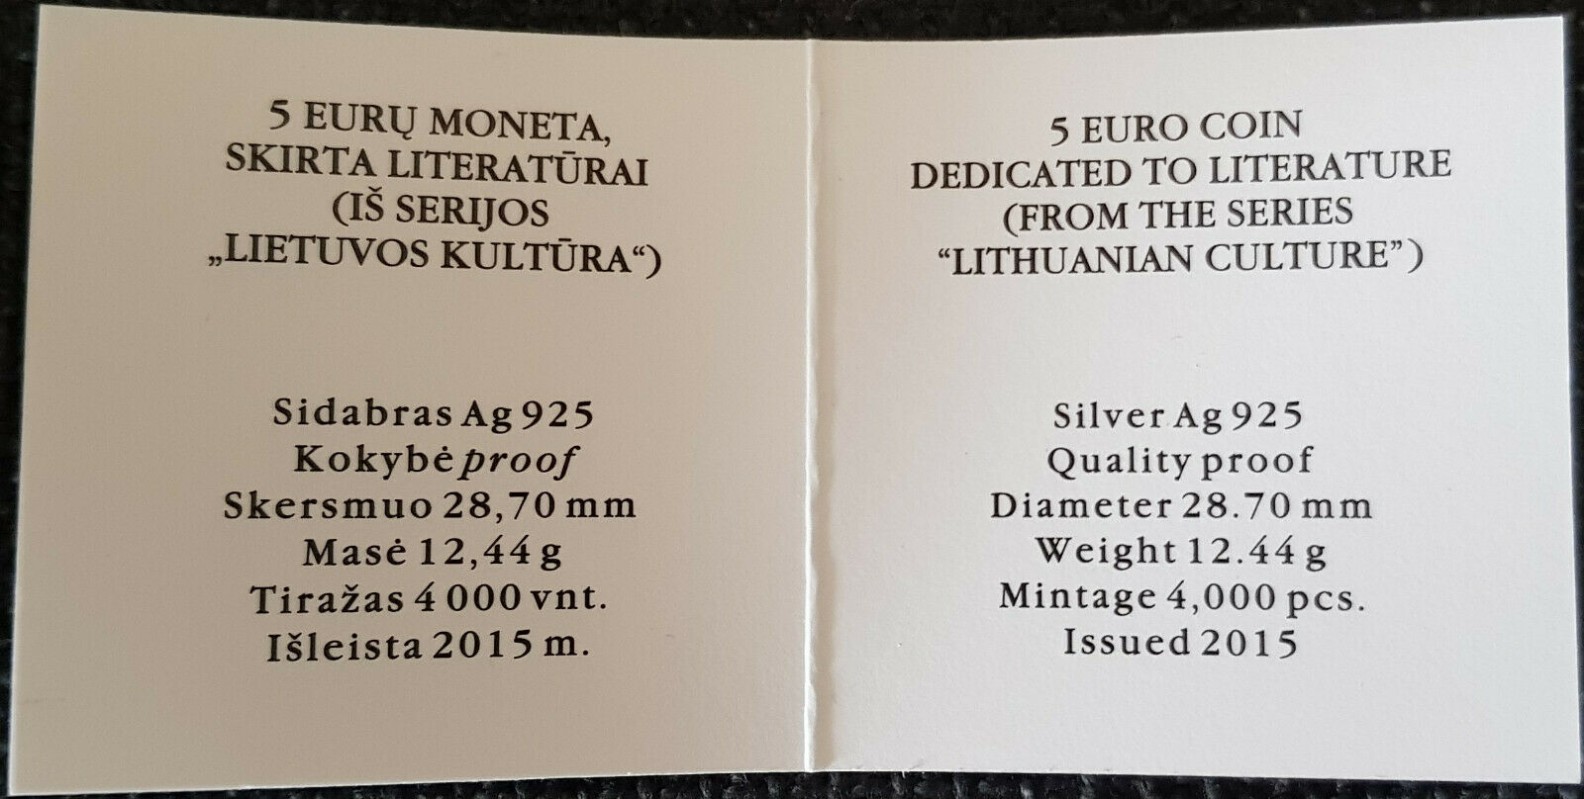 5 EURŲ MONETA,
SKIRTA LITERATŪRAI
(IŠ SERIJOS
„LIETUVOS KULTŪRA“)
Sidabras Ag 925
Kokybė proof
Skersmuo 28,70 mm
Masė 12,44 g
Tiražas 4 000 vnt.
Išleista 2015 m.
5 EURO COIN
DEDICATED TO LITERATURE
(FROM THE SERIES
“LITHUANIAN CULTURE”)
Silver Ag 925
Quality proof
Diameter 28.70 mm
Weight 12.44 g
Mintage 4,000 pcs.
Issued 2015